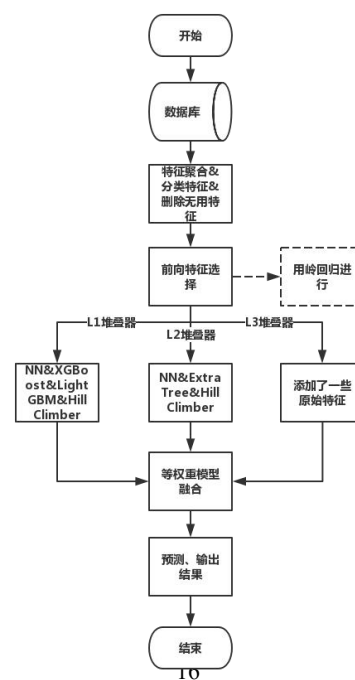 开始
数据库
特征聚合&
分类特征&
删除无用特
征
前向特征选
择
用岭回归进
行
L1堆叠器
L2堆叠器
L3堆叠器
NN&XGBo
ost&Light
GBM&Hill
Climber
NN&Extra
Tree&Hill
Climber
添加了一些
原始特征
等权重模型
融合
预测、输出
结果
结束
16